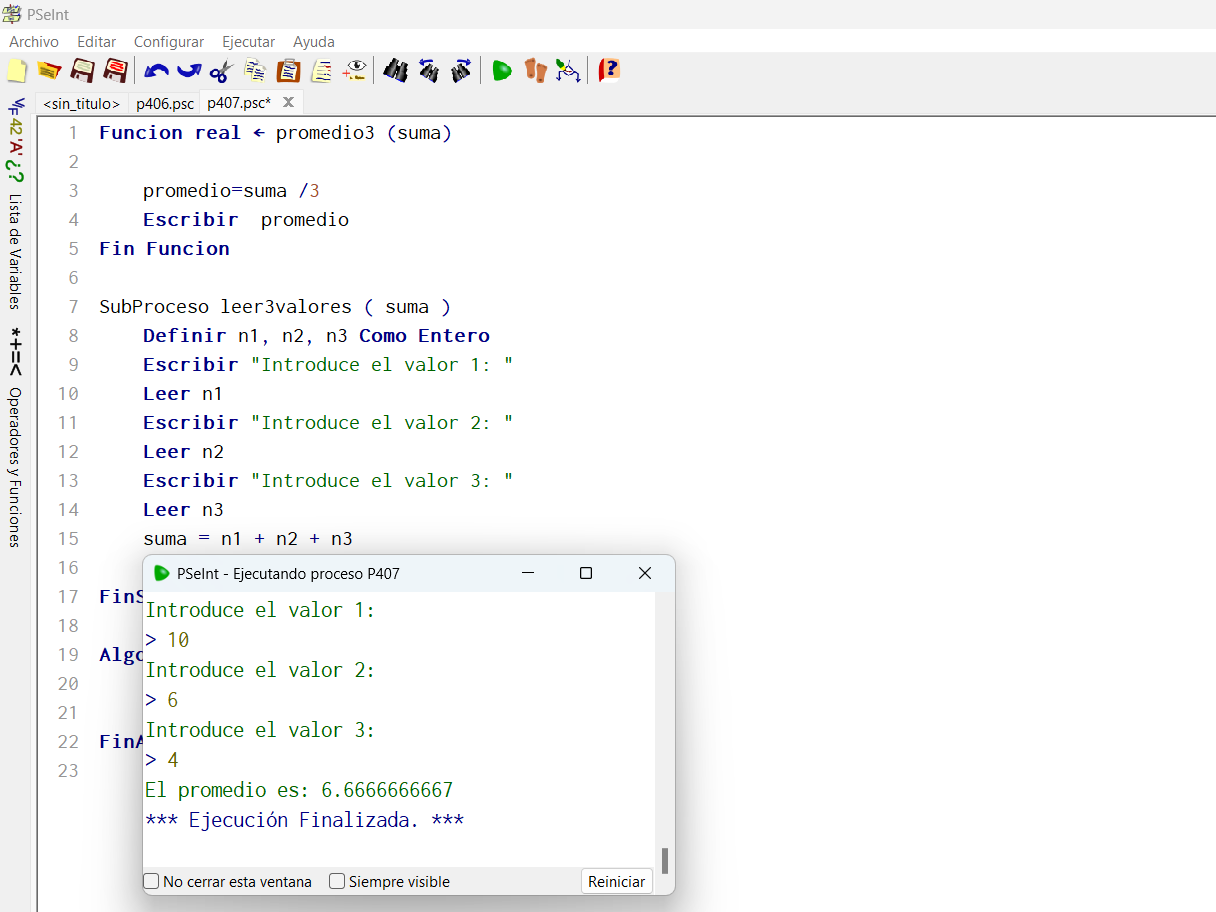 PSeInt
Archivo Editar Configurar Ejecutar Ayuda
<sin_titulo> p406.psc p407.psc*
42 'A' ¿? Lista de Variables
*+=< Operadores y Funciones
1 Funcion real ← promedio3 (suma)
2
3 promedio=suma /3
4 Escribir promedio
5 Fin Funcion
6
7 SubProceso leer3valores ( suma )
8 Definir n1, n2, n3 Como Entero
9 Escribir "Introduce el valor 1: "
10 Leer n1
11 Escribir "Introduce el valor 2: "
12 Leer n2
13 Escribir "Introduce el valor 3: "
14 Leer n3
15 suma = n1 + n2 + n3
16
17 FinS
18
19 Algo
20
21
22 FinA
23
PSeInt - Ejecutando proceso P407
Introduce el valor 1:
> 10
Introduce el valor 2:
> 6
Introduce el valor 3:
> 4
El promedio es: 6.6666666667
*** Ejecución Finalizada. ***
No cerrar esta ventana Siempre visible Reiniciar